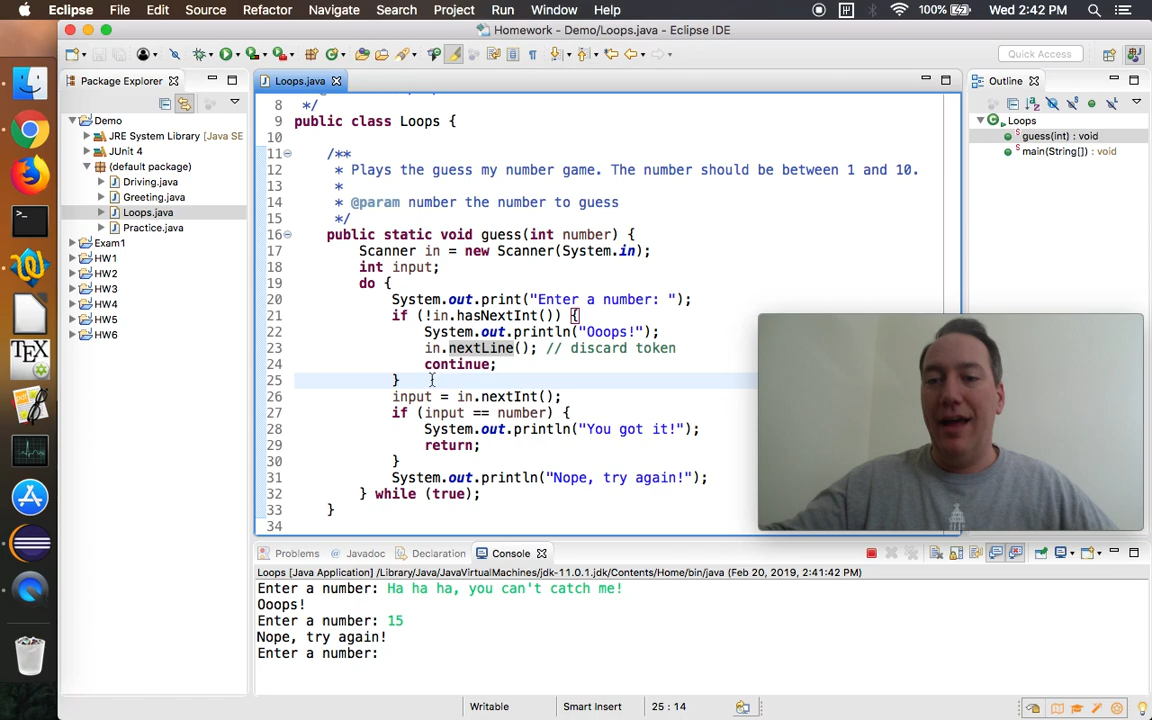 Eclipse File Edit Source Refactor Navigate Search Project Run Window Help 100% Wed 2:42 PM
Homework - Demo/Loops.java - Eclipse IDE
Quick Access
Package Explorer
Demo
JRE System Library [Java SE
JUnit 4
(default package)
Driving.java
Greeting.java
Loops.java
Practice.java
Exam1
HW1
HW2
HW3
HW4
HW5
HW6
Loops.java
8 */
9 public class Loops {
10
11 /**
12 * Plays the guess my number game. The number should be between 1 and 10.
13 *
14 * @param number the number to guess
15 */
16 public static void guess(int number) {
17 Scanner in = new Scanner(System.in);
18 int input;
19 do {
20 System.out.print("Enter a number: ");
21 if (!in.hasNextInt()) {
22 System.out.println("Ooops!");
23 in.nextLine(); // discard token
24 continue;
25 }
26 input = in.nextInt();
27 if (input == number) {
28 System.out.println("You got it!");
29 return;
30 }
31 System.out.println("Nope, try again!");
32 } while (true);
33 }
34
Outline
Loops
guess(int) : void
main(String[]) : void
Problems Javadoc Declaration Console
Loops [Java Application] /Library/Java/JavaVirtualMachines/jdk-11.0.1.jdk/Contents/Home/bin/java (Feb 20, 2019, 2:41:42 PM)
Enter a number: Ha ha ha, you can't catch me!
Ooops!
Enter a number: 15
Nope, try again!
Enter a number:
Writable Smart Insert 25 : 14
TEX